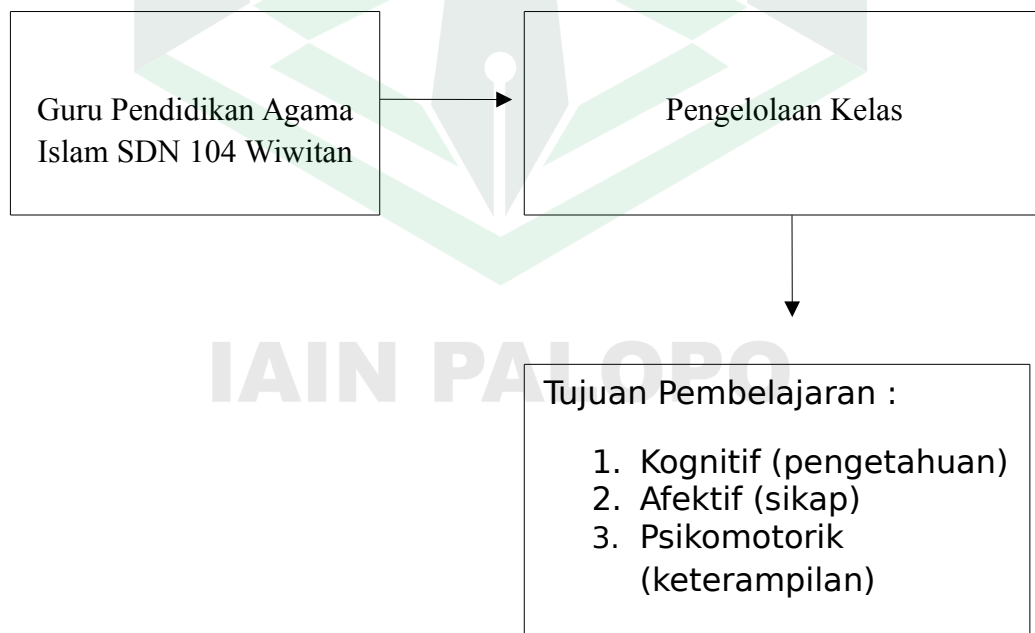 Guru Pendidikan Agama
Islam SDN 104 Wiwitan
Pengelolaan Kelas
IAIN PALOPO
Tujuan Pembelajaran :
1. Kognitif (pengetahuan)
2. Afektif (sikap)
3. Psikomotorik
(keterampilan)